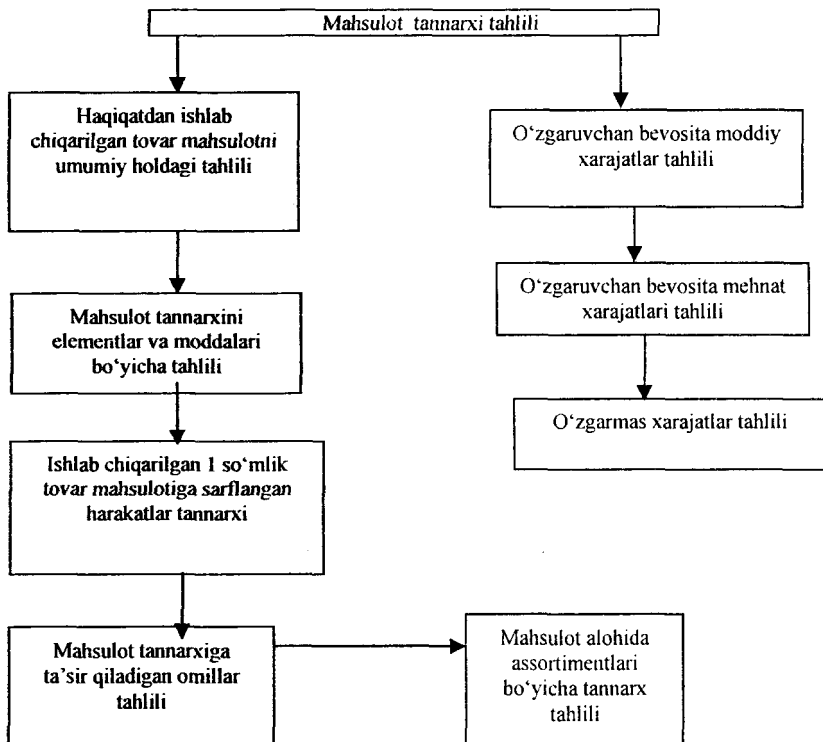 Mahsulot tannarxi tahlili
Haqiqatdan ishlab
chiqarilgan tovar mahsulotni
umumiy holdagi tahlili
Mahsulot tannarxini
elementlar va moddalari
bo‘yicha tahlili
Ishlab chiqarilgan 1 so‘mlik
tovar mahsulotiga sarflangan
harakatlar tannarxi
Mahsulot tannarxiga
ta’sir qiladigan omillar
tahlili
O‘zgaruvchan bevosita moddiy
xarajatlar tahlili
O‘zgaruvchan bevosita mehnat
xarajatlari tahlili
O‘zgarmas xarajatlar tahlili
Mahsulot alohida
assortimentlari
bo‘yicha tannarx
tahlili